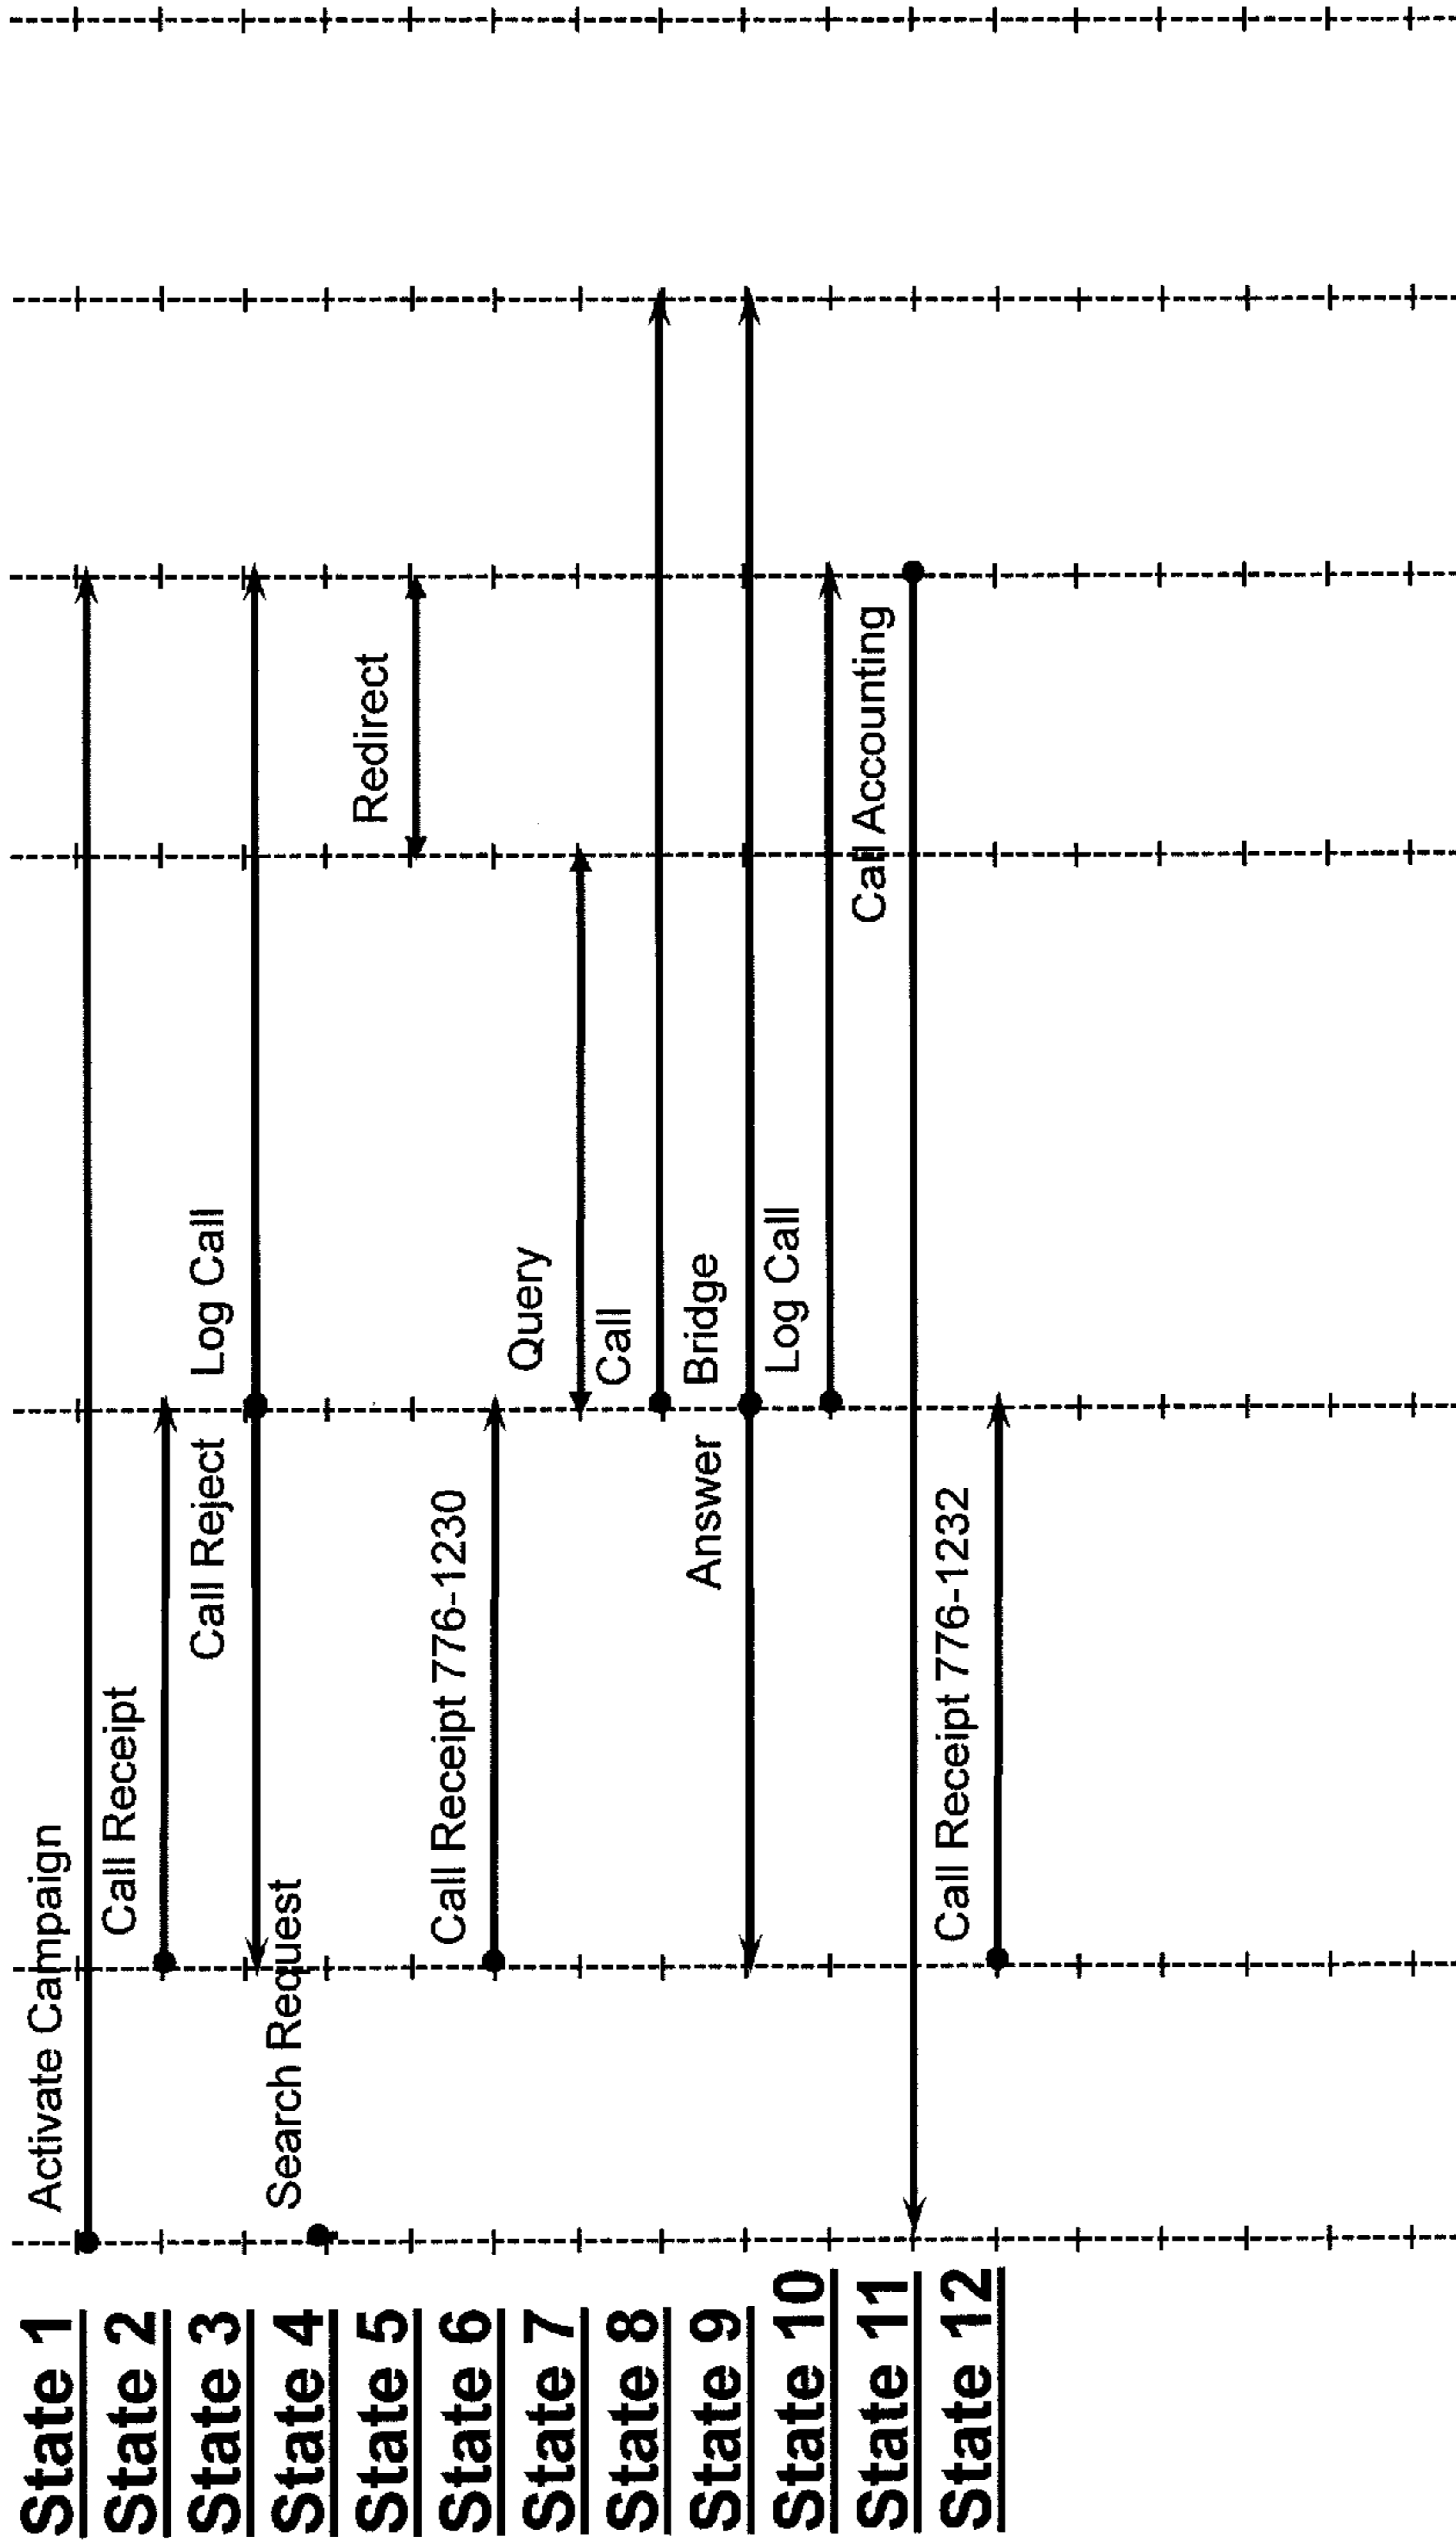 State 1
Activate Campaign
State 2
Call Receipt
State 3
Call Reject
Log Call
State 4
Search Request
State 5
Redirect
State 6
Call Receipt 776-1230
State 7
Query
State 8
Call
State 9
Answer
Bridge
State 10
Log Call
State 11
Call Accounting
State 12
Call Receipt 776-1232